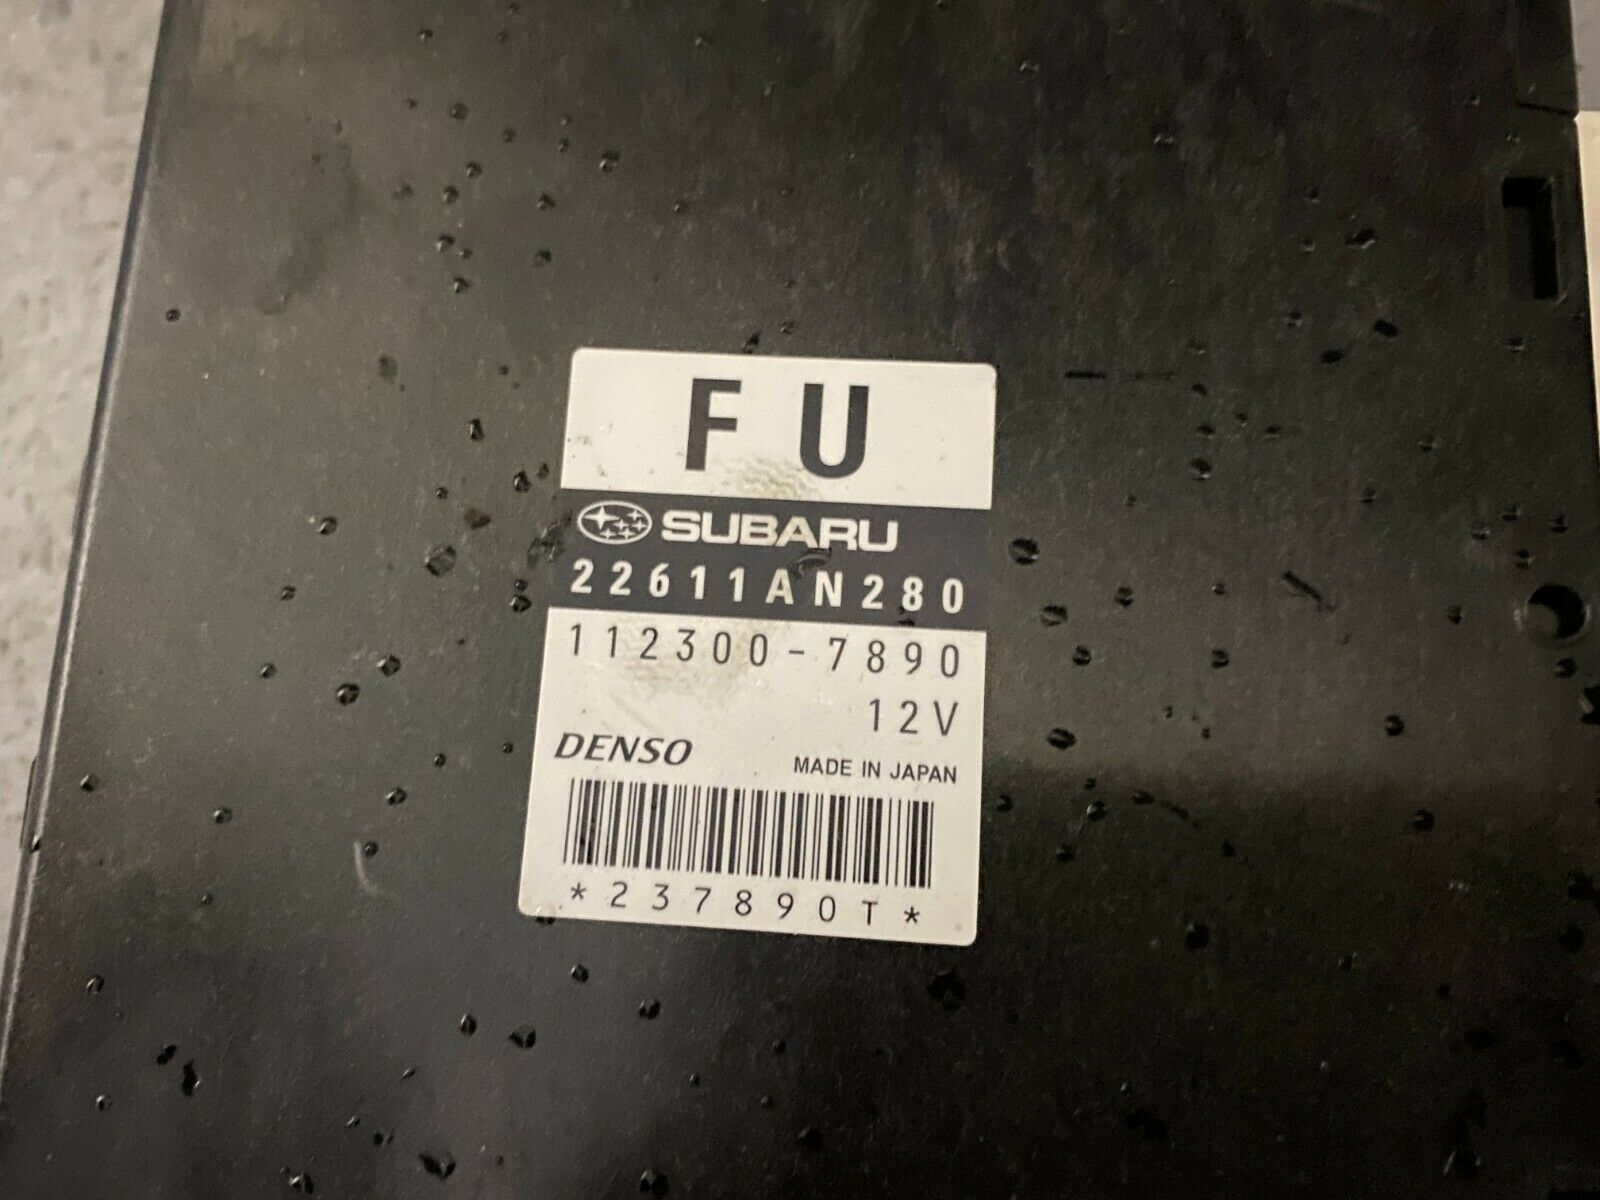 FU
SUBARU
22611AN280
112300-7890
12V
DENSO MADE IN JAPAN
*237890T*